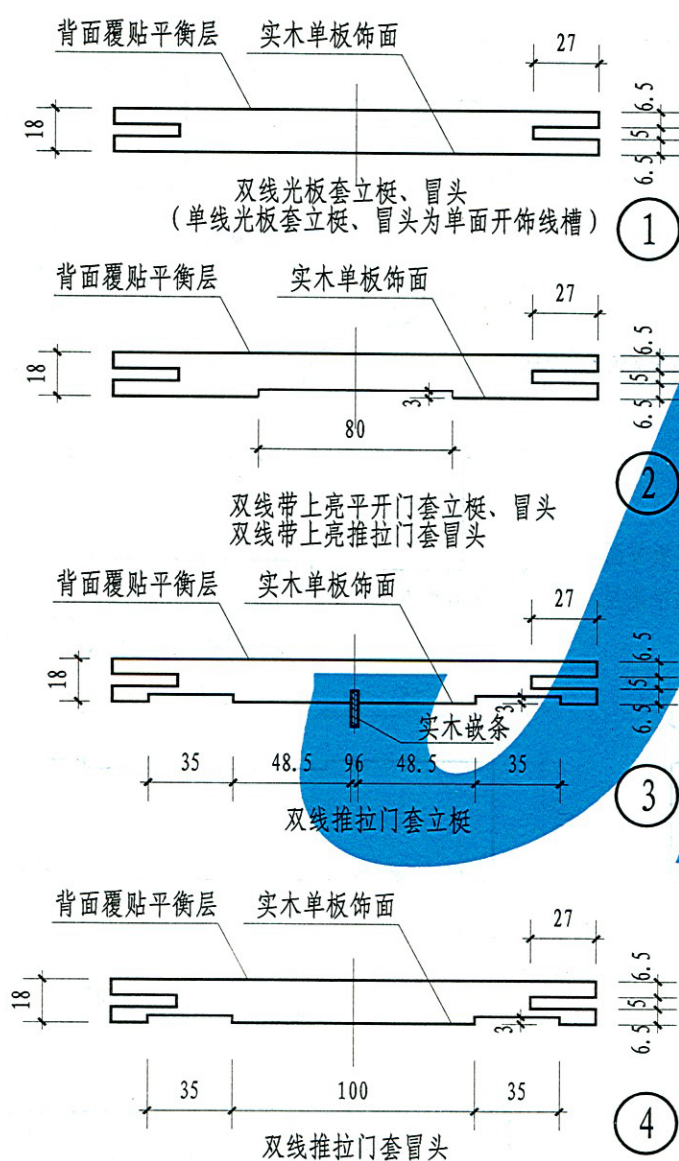 背面覆贴平衡层 实木单板饰面 27
18 6.5
5
6.5
双线光板套立梃、冒头
（单线光板套立梃、冒头为单面开饰线槽） 1
背面覆贴平衡层 实木单板饰面 27
18 6.5
5
3 6.5
80
2
双线带上亮平开门套立梃、冒头
双线带上亮推拉门套冒头
背面覆贴平衡层 实木单板饰面 27
18 6.5
5
3 6.5
实木嵌条
35 48.5 96 48.5 35
3
双线推拉门套立梃
背面覆贴平衡层 实木单板饰面 27
18 6.5
5
3 6.5
35 100 35
4
双线推拉门套冒头